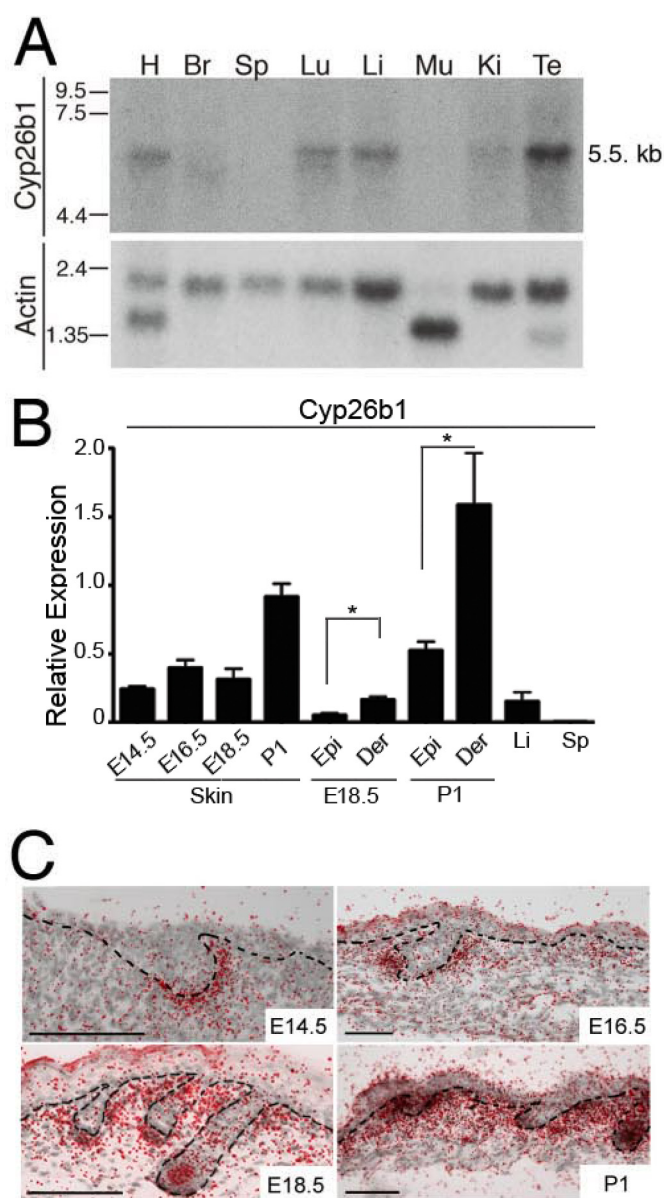 A
H Br Sp Lu Li Mu Ki Te
Cyp26b1
9.5
7.5
4.4
5.5. kb
Actin
2.4
1.35
B
Cyp26b1
Relative Expression
2.0
1.5
1.0
0.5
0
* *
E14.5 E16.5 E18.5 P1 Epi Der Epi Der Li Sp
Skin E18.5 P1
C
E14.5 E16.5
E18.5 P1